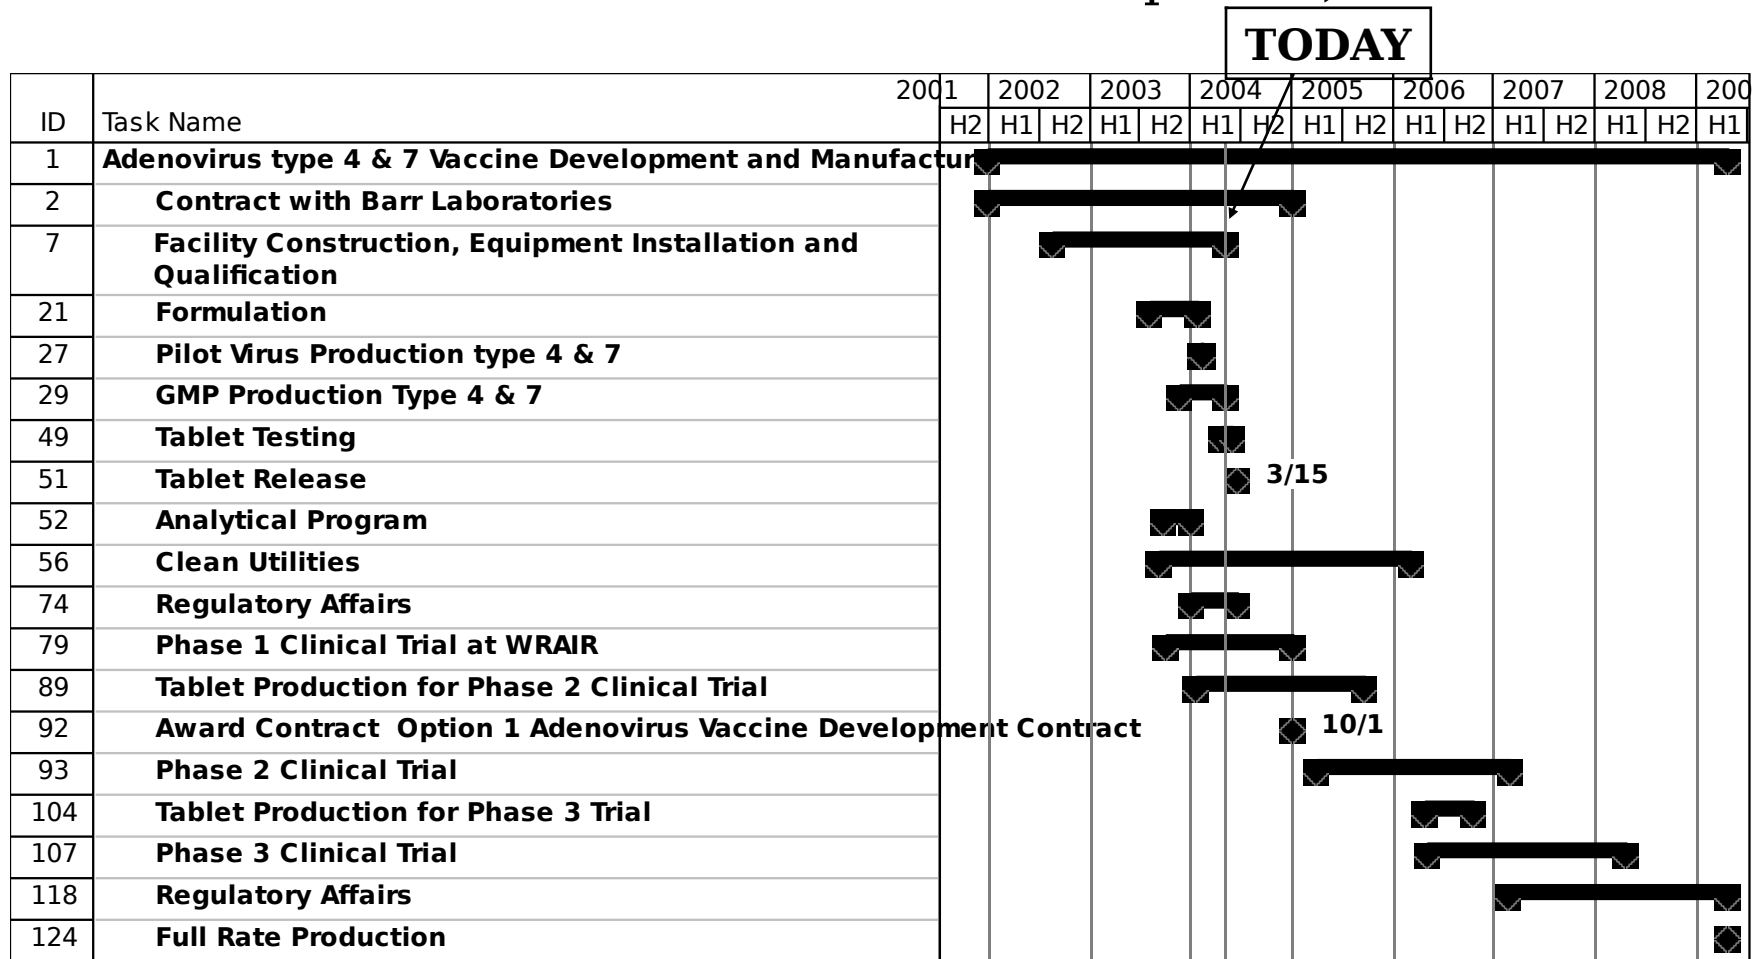 TODAY
2001 2002 2003 2004 2005 2006 2007 2008 200
ID Task Name H2 H1 H2 H1 H2 H1 H2 H1 H2 H1 H2 H1 H2 H1 H2 H1
1 Adenovirus type 4 & 7 Vaccine Development and Manufactur
2 Contract with Barr Laboratories
7 Facility Construction, Equipment Installation and
Qualification
21 Formulation
27 Pilot Virus Production type 4 & 7
29 GMP Production Type 4 & 7
49 Tablet Testing
51 Tablet Release 3/15
52 Analytical Program
56 Clean Utilities
74 Regulatory Affairs
79 Phase 1 Clinical Trial at WRAIR
89 Tablet Production for Phase 2 Clinical Trial
92 Award Contract  Option 1 Adenovirus Vaccine Development Contract 10/1
93 Phase 2 Clinical Trial
104 Tablet Production for Phase 3 Trial
107 Phase 3 Clinical Trial
118 Regulatory Affairs
124 Full Rate Production